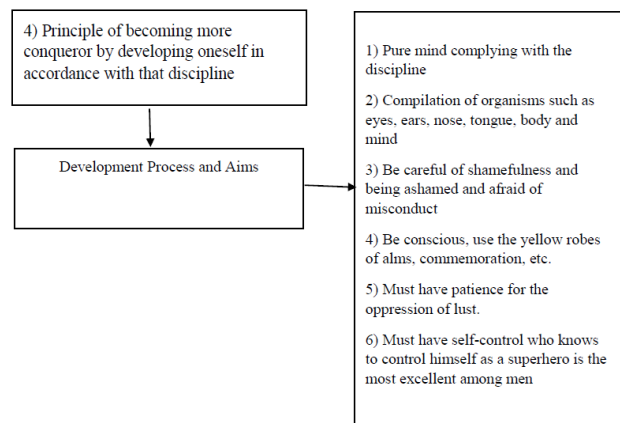 4) Principle of becoming more
conqueror by developing oneself in
accordance with that discipline
Development Process and Aims
1) Pure mind complying with the
discipline
2) Compilation of organisms such as
eyes, ears, nose, tongue, body and
mind
3) Be careful of shamefulness and
being ashamed and afraid of
misconduct
4) Be conscious, use the yellow robes
of alms, commemoration, etc.
5) Must have patience for the
oppression of lust.
6) Must have self-control who knows
to control himself as a superhero is the
most excellent among men